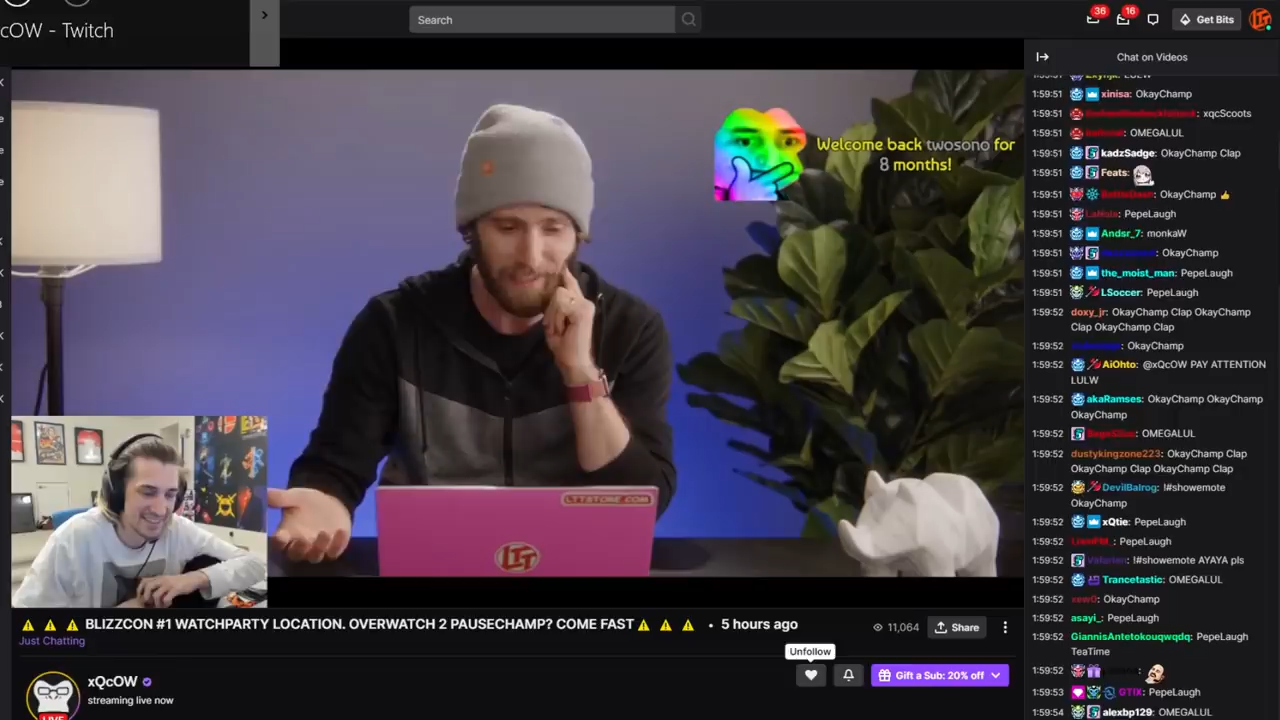 cOW - Twitch
Search
36
16
Get Bits
Chat on Videos
Welcome back twosono for
8 months!
LTTSTORE.COM
LTT
1:59:51 xinisa: OkayChamp
1:59:51 : xqcScoots
1:59:51 : OMEGALUL
1:59:51 kadzSadge: OkayChamp Clap
1:59:51 Feats:
1:59:51 : OkayChamp 👍
1:59:51 : PepeLaugh
1:59:51 Andsr_7: monkaW
1:59:51 : OkayChamp
1:59:51 the_moist_man: PepeLaugh
1:59:51 LSoccer: PepeLaugh
1:59:52 doxy_jr: OkayChamp Clap OkayChamp
Clap OkayChamp Clap
1:59:52 : OkayChamp
1:59:52 AiOhto: @xQcOW PAY ATTENTION
LULW
1:59:52 akaRamses: OkayChamp OkayChamp
OkayChamp
1:59:52 : OMEGALUL
1:59:52 dustykingzone223: OkayChamp Clap
OkayChamp Clap OkayChamp Clap
1:59:52 DevilBalrog: !#showemote
OkayChamp
1:59:52 xQtie: PepeLaugh
1:59:52 : PepeLaugh
1:59:52 : !#showemote AYAYA pls
1:59:52 Trancetastic: OMEGALUL
1:59:52 : OkayChamp
1:59:52 asayi_: PepeLaugh
1:59:52 GiannisAntetokouqwqdq: PepeLaugh
TeaTime
1:59:52
1:59:53 GTIX: PepeLaugh
1:59:54 alexbp129: OMEGALUL
BLIZZCON #1 WATCHPARTY LOCATION. OVERWATCH 2 PAUSECHAMP? COME FAST • 5 hours ago
11,064
Share
Just Chatting
Unfollow
Gift a Sub: 20% off
xQcOW
streaming live now
LIVE